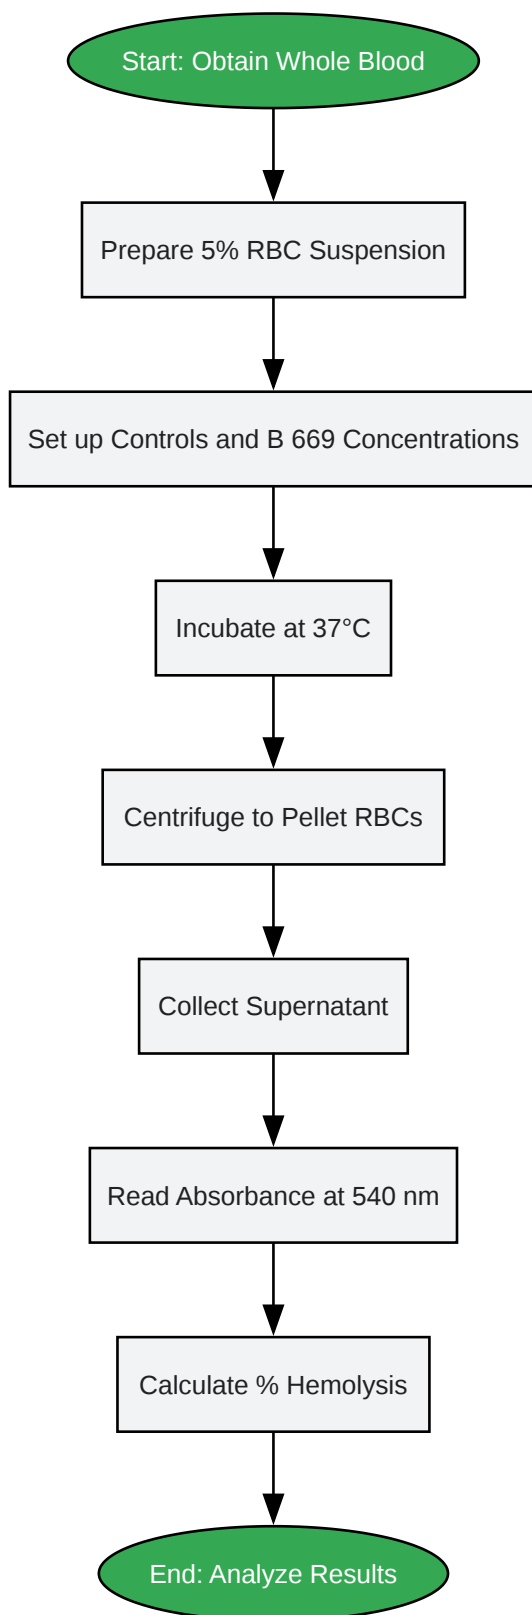 Start: Obtain Whole Blood
Prepare 5% RBC Suspension
Set up Controls and B 669 Concentrations
Incubate at 37°C
Centrifuge to Pellet RBCs
Collect Supernatant
Read Absorbance at 540 nm
Calculate % Hemolysis
End: Analyze Results